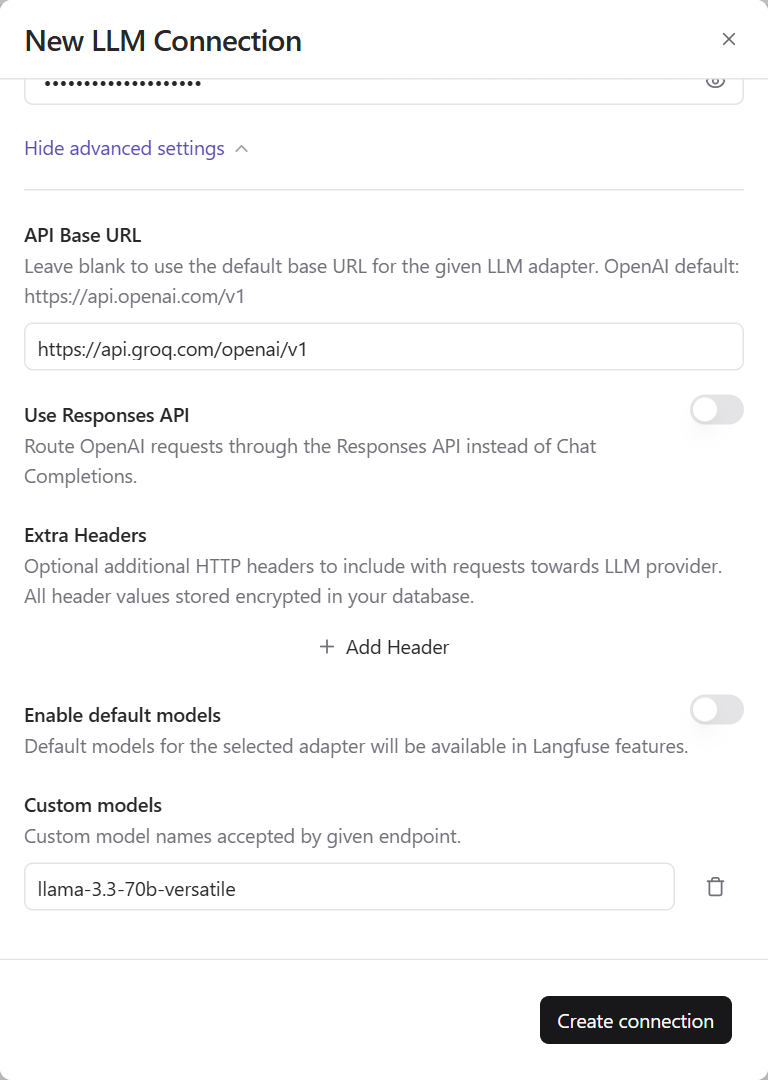 New LLM Connection
••••••••••••••••••••
Hide advanced settings
API Base URL
Leave blank to use the default base URL for the given LLM adapter. OpenAI default:
https://api.openai.com/v1
https://api.groq.com/openai/v1
Use Responses API
Route OpenAI requests through the Responses API instead of Chat
Completions.
Extra Headers
Optional additional HTTP headers to include with requests towards LLM provider.
All header values stored encrypted in your database.
+ Add Header
Enable default models
Default models for the selected adapter will be available in Langfuse features.
Custom models
Custom model names accepted by given endpoint.
llama-3.3-70b-versatile
Create connection